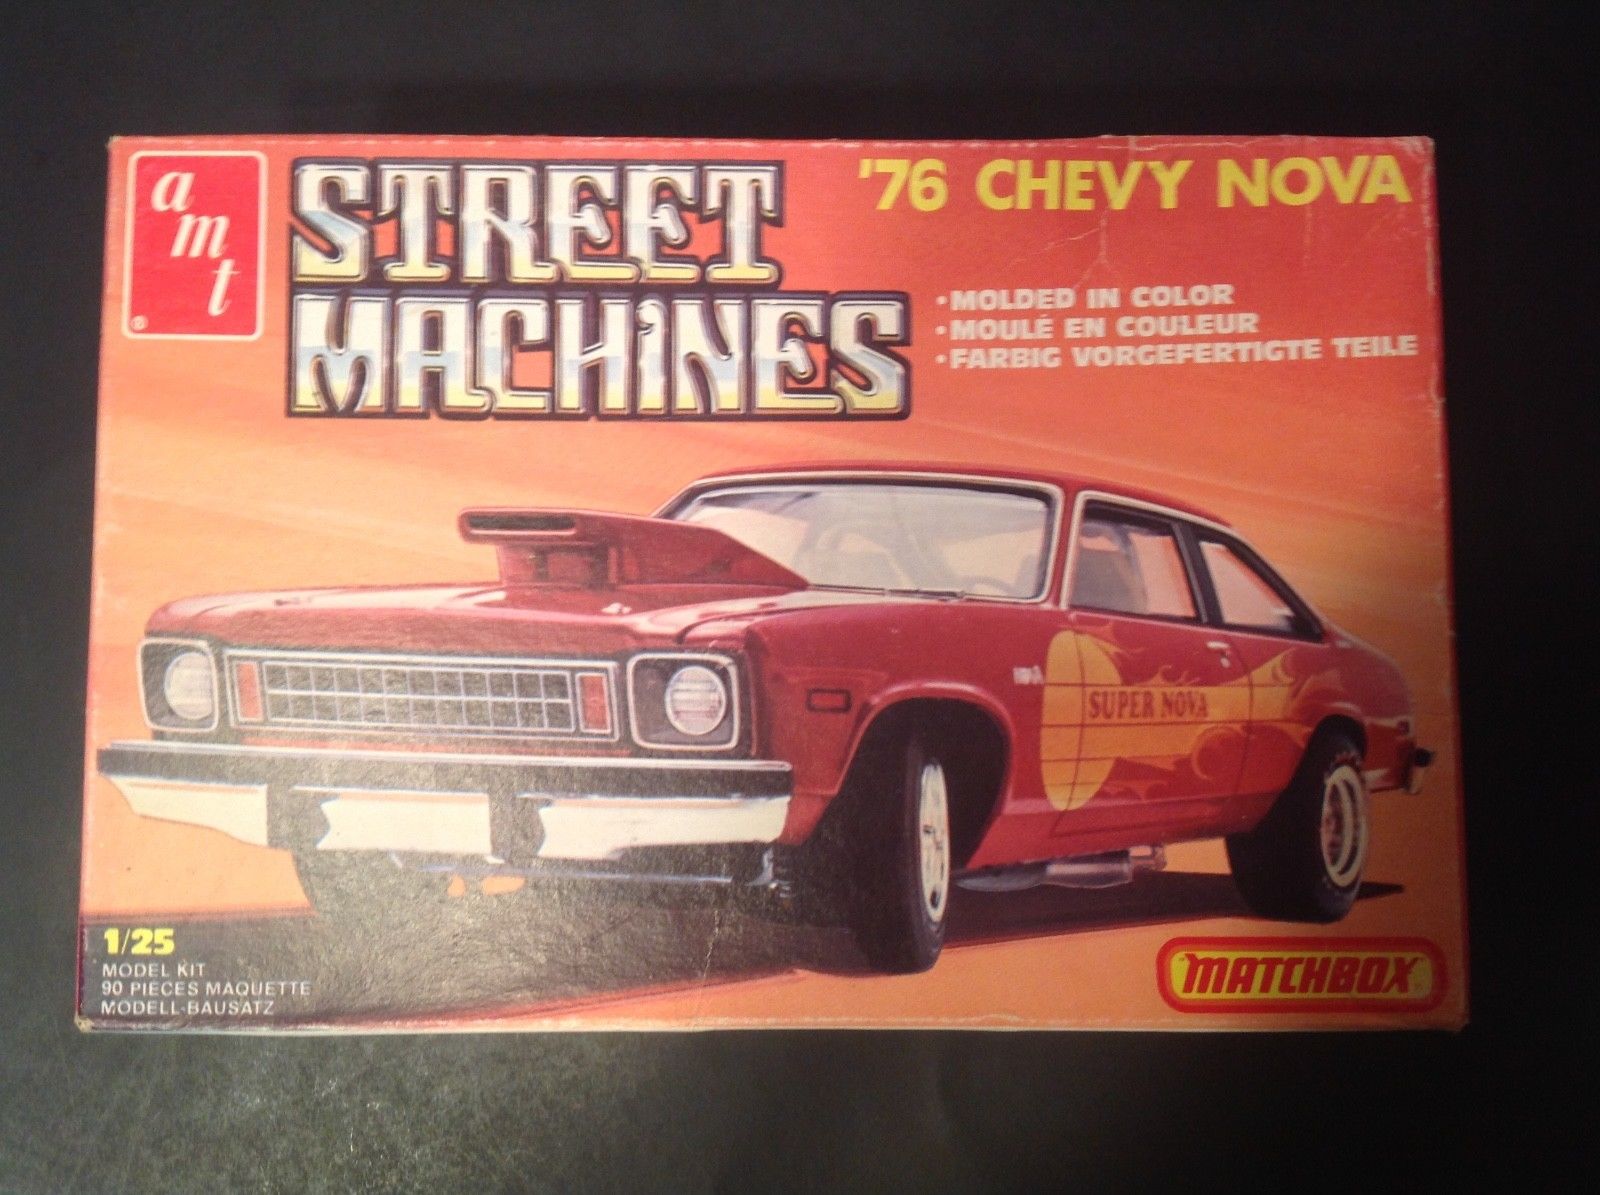 amt
®
STREET
MACHINES
'76 CHEVY NOVA
• MOLDED IN COLOR
• MOULÉ EN COULEUR
• FARBIG VORGEFERTIGTE TEILE
SUPER NOVA
1/25
MODEL KIT
90 PIECES MAQUETTE
MODELL-BAUSATZ
"MATCHBOX"